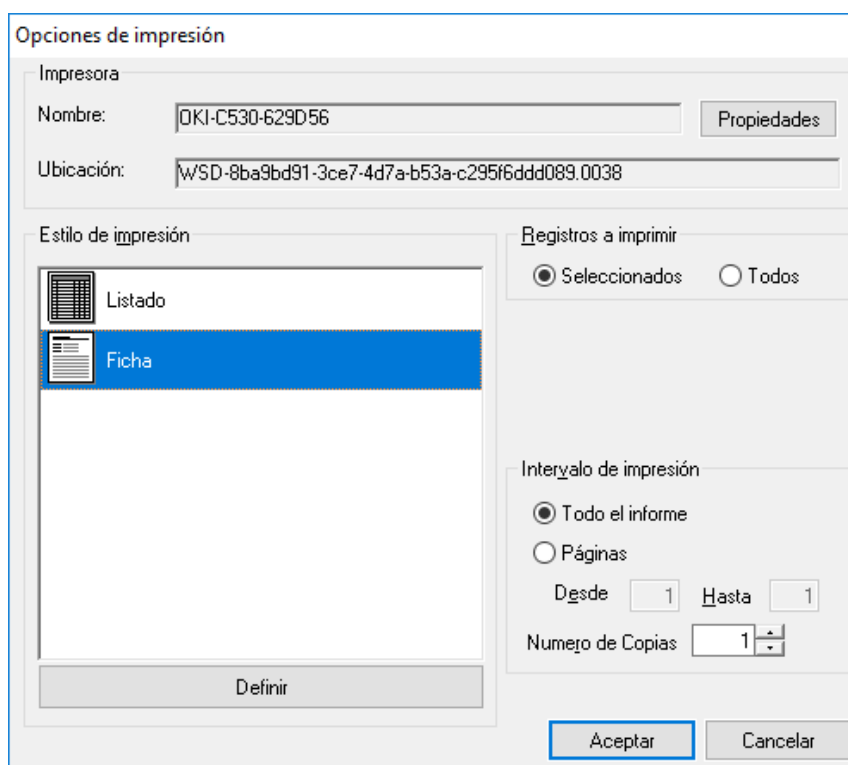 Opciones de impresión
Impresora
Nombre: OKI-C530-629D56 Propiedades
Ubicación: WSD-8ba9bd91-3ce7-4d7a-b53a-c295f6ddd089.0038
Estilo de impresión
Listado
Ficha
Definir
Registros a imprimir
Seleccionados Todos
Intervalo de impresión
Todo el informe
Páginas
Desde 1 Hasta 1
Numero de Copias 1
Aceptar Cancelar